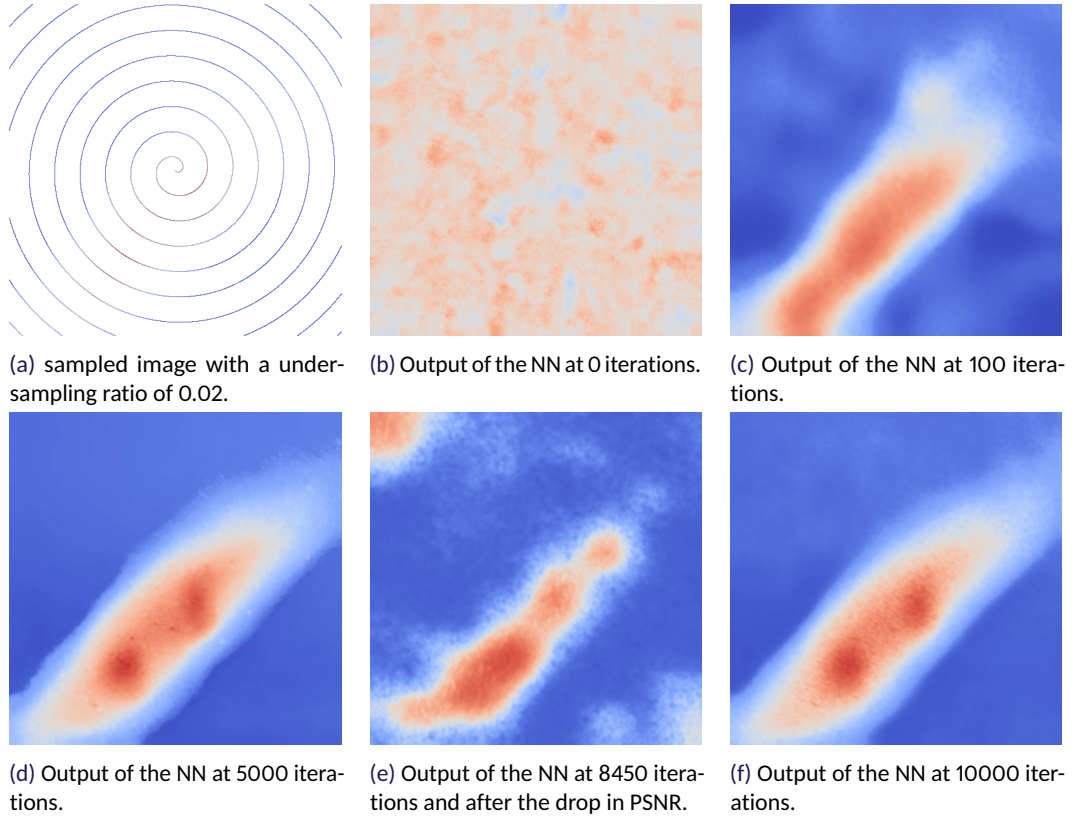 (a) sampled image with a under-
sampling ratio of 0.02.
(b) Output of the NN at 0 iterations.
(c) Output of the NN at 100 itera-
tions.
(d) Output of the NN at 5000 itera-
tions.
(e) Output of the NN at 8450 itera-
tions and after the drop in PSNR.
(f) Output of the NN at 10000 iter-
ations.